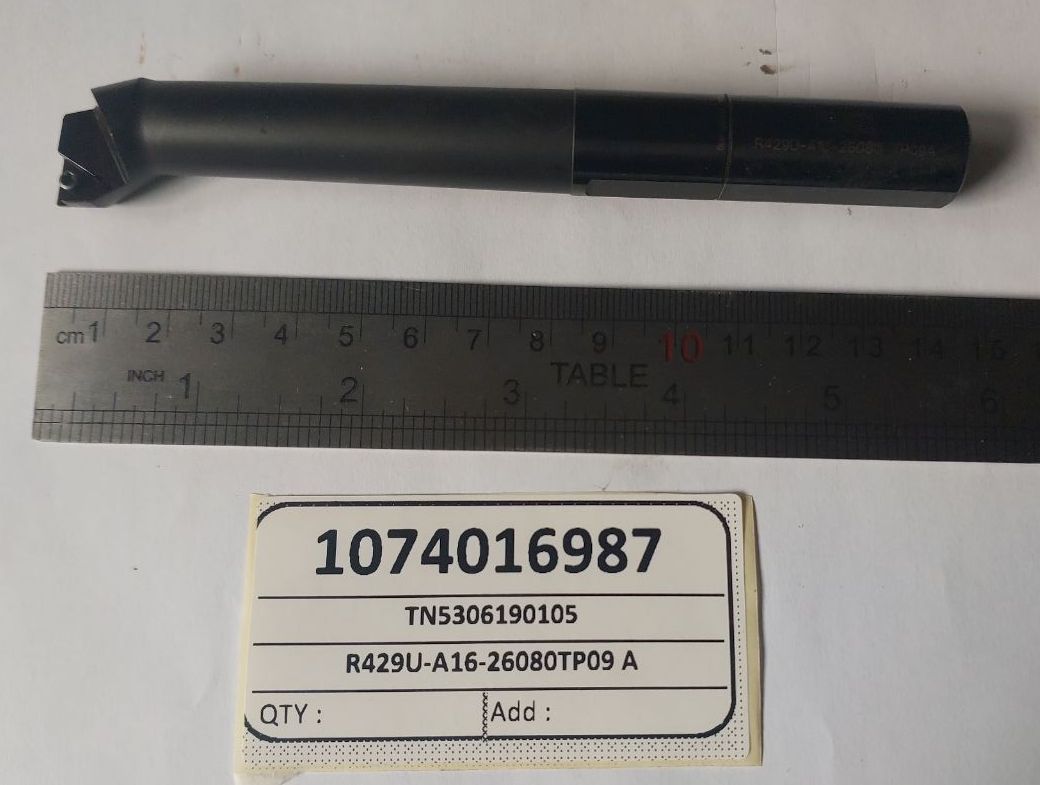 R429U-A16-26080 TP09A
cm 1 2 3 4 5 6 7 8 9 10 11 12 13 14 15
TABLE
INCH 1 2 3 4 5 6
1074016987
TN5306190105
R429U-A16-26080TP09 A
QTY : Add :